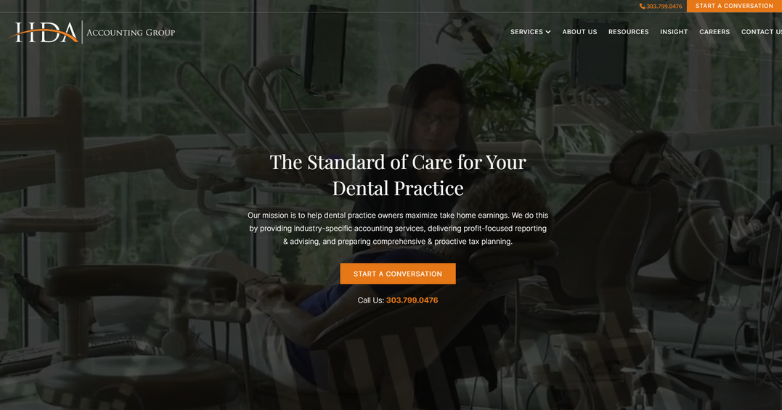 303.799.0476
START A CONVERSATION
HDA
ACCOUNTING GROUP
SERVICES
ABOUT US
RESOURCES
INSIGHT
CAREERS
CONTACT US
The Standard of Care for Your
Dental Practice
Our mission is to help dental practice owners maximize take home earnings. We do this
by providing industry-specific accounting services, delivering profit-focused reporting
& advising, and preparing comprehensive & proactive tax planning.
START A CONVERSATION
Call Us: 303.799.0476